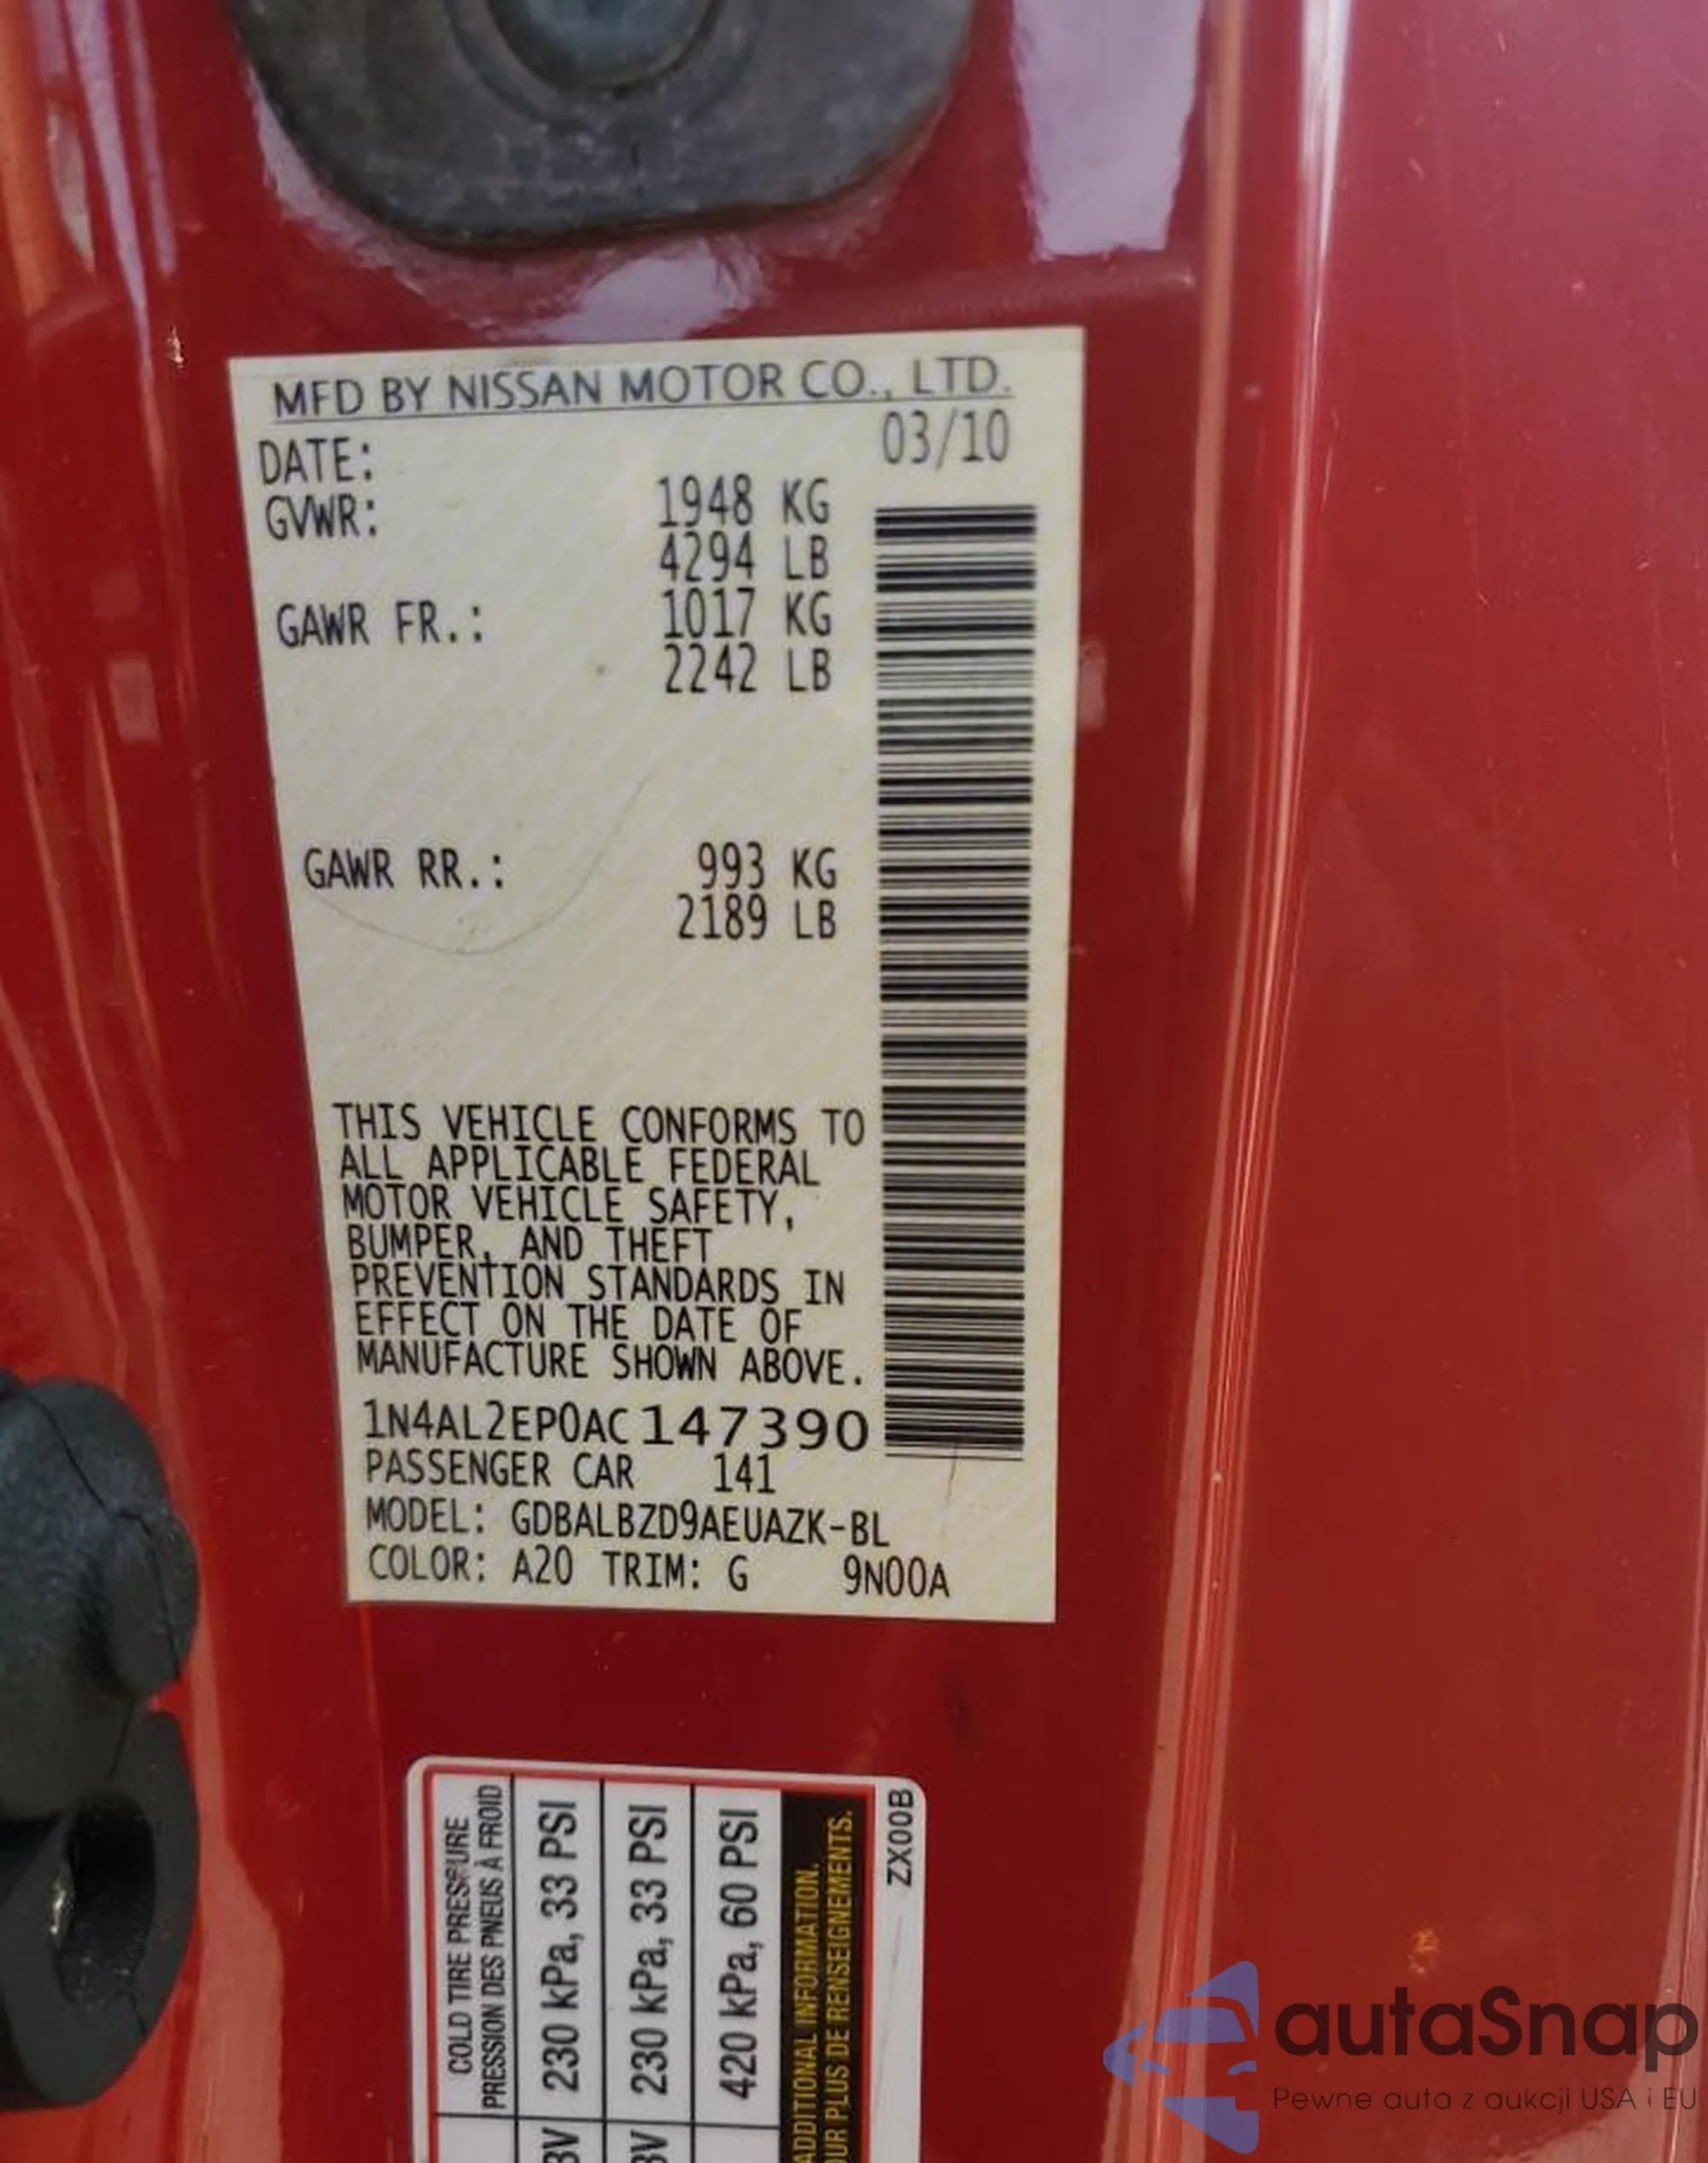 MFD BY NISSAN MOTOR CO., LTD.
DATE: 03/10
GVWR: 1948 KG
4294 LB
GAWR FR.: 1017 KG
2242 LB
GAWR RR.: 993 KG
2189 LB
THIS VEHICLE CONFORMS TO
ALL APPLICABLE FEDERAL
MOTOR VEHICLE SAFETY,
BUMPER, AND THEFT
PREVENTION STANDARDS IN
EFFECT ON THE DATE OF
MANUFACTURE SHOWN ABOVE.
1N4AL2EP0AC147390
PASSENGER CAR 141
MODEL: GDBALBZD9AEUAZK-BL
COLOR: A20 TRIM: G 9N00A
COLD TIRE PRESSURE
PRESSION DES PNEUS À FROID
230 kPa, 33 PSI
230 kPa, 33 PSI
420 kPa, 60 PSI
ADDITIONAL INFORMATION.
PLUS DE RENSEIGNEMENTS.
ZX00B
autaSnap
Pewne auta z aukcji USA i EU